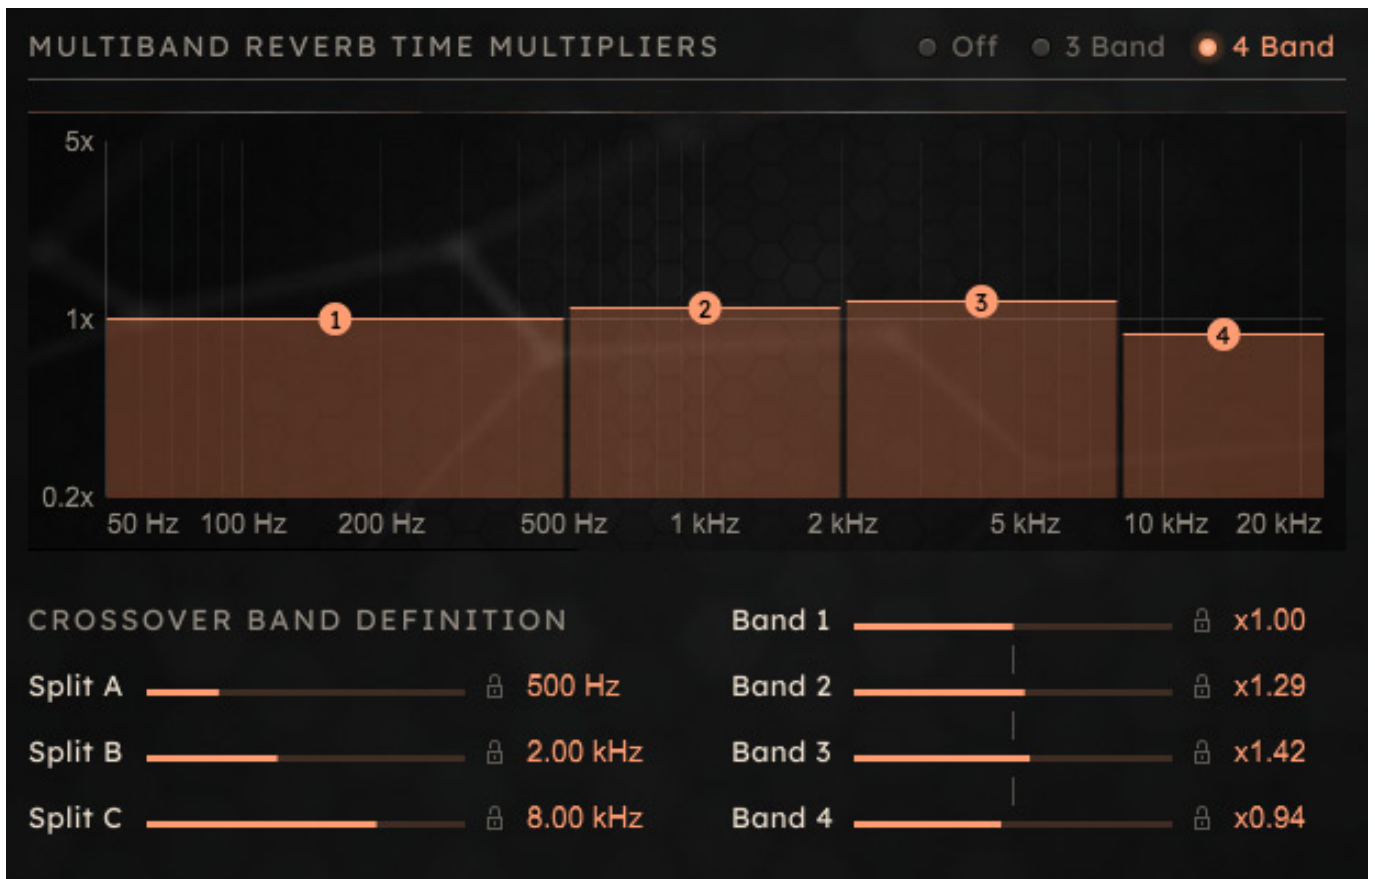 MULTIBAND REVERB TIME MULTIPLIERS Off 3 Band 4 Band
5x
1x
0.2x
1
2
3
4
50 Hz 100 Hz 200 Hz 500 Hz 1 kHz 2 kHz 5 kHz 10 kHz 20 kHz
CROSSOVER BAND DEFINITION
Split A 500 Hz
Split B 2.00 kHz
Split C 8.00 kHz
Band 1 x1.00
Band 2 x1.29
Band 3 x1.42
Band 4 x0.94